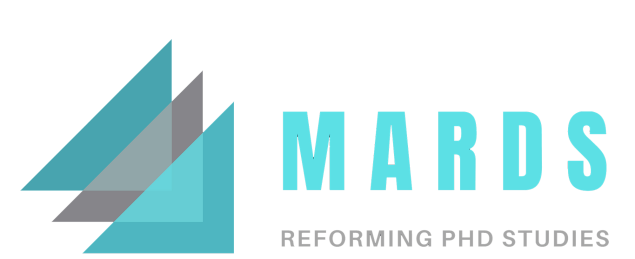 MARDS
REFORMING PHD STUDIES